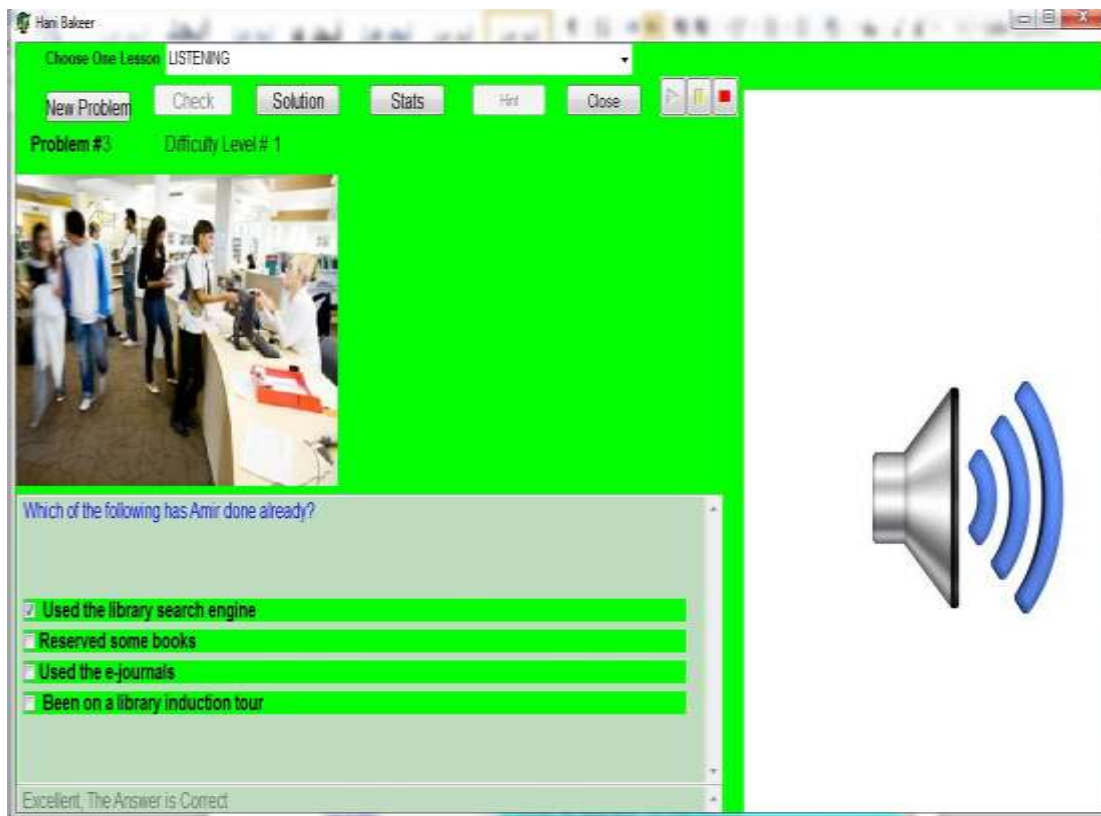 Hani Bakeer
Choose One Lesson LISTENING
New Problem Check Solution Stats Hint Close
Problem #3 Difficulty Level # 1
Which of the following has Amir done already?
Used the library search engine
Reserved some books
Used the e-journals
Been on a library induction tour
Excellent, The Answer is Correct